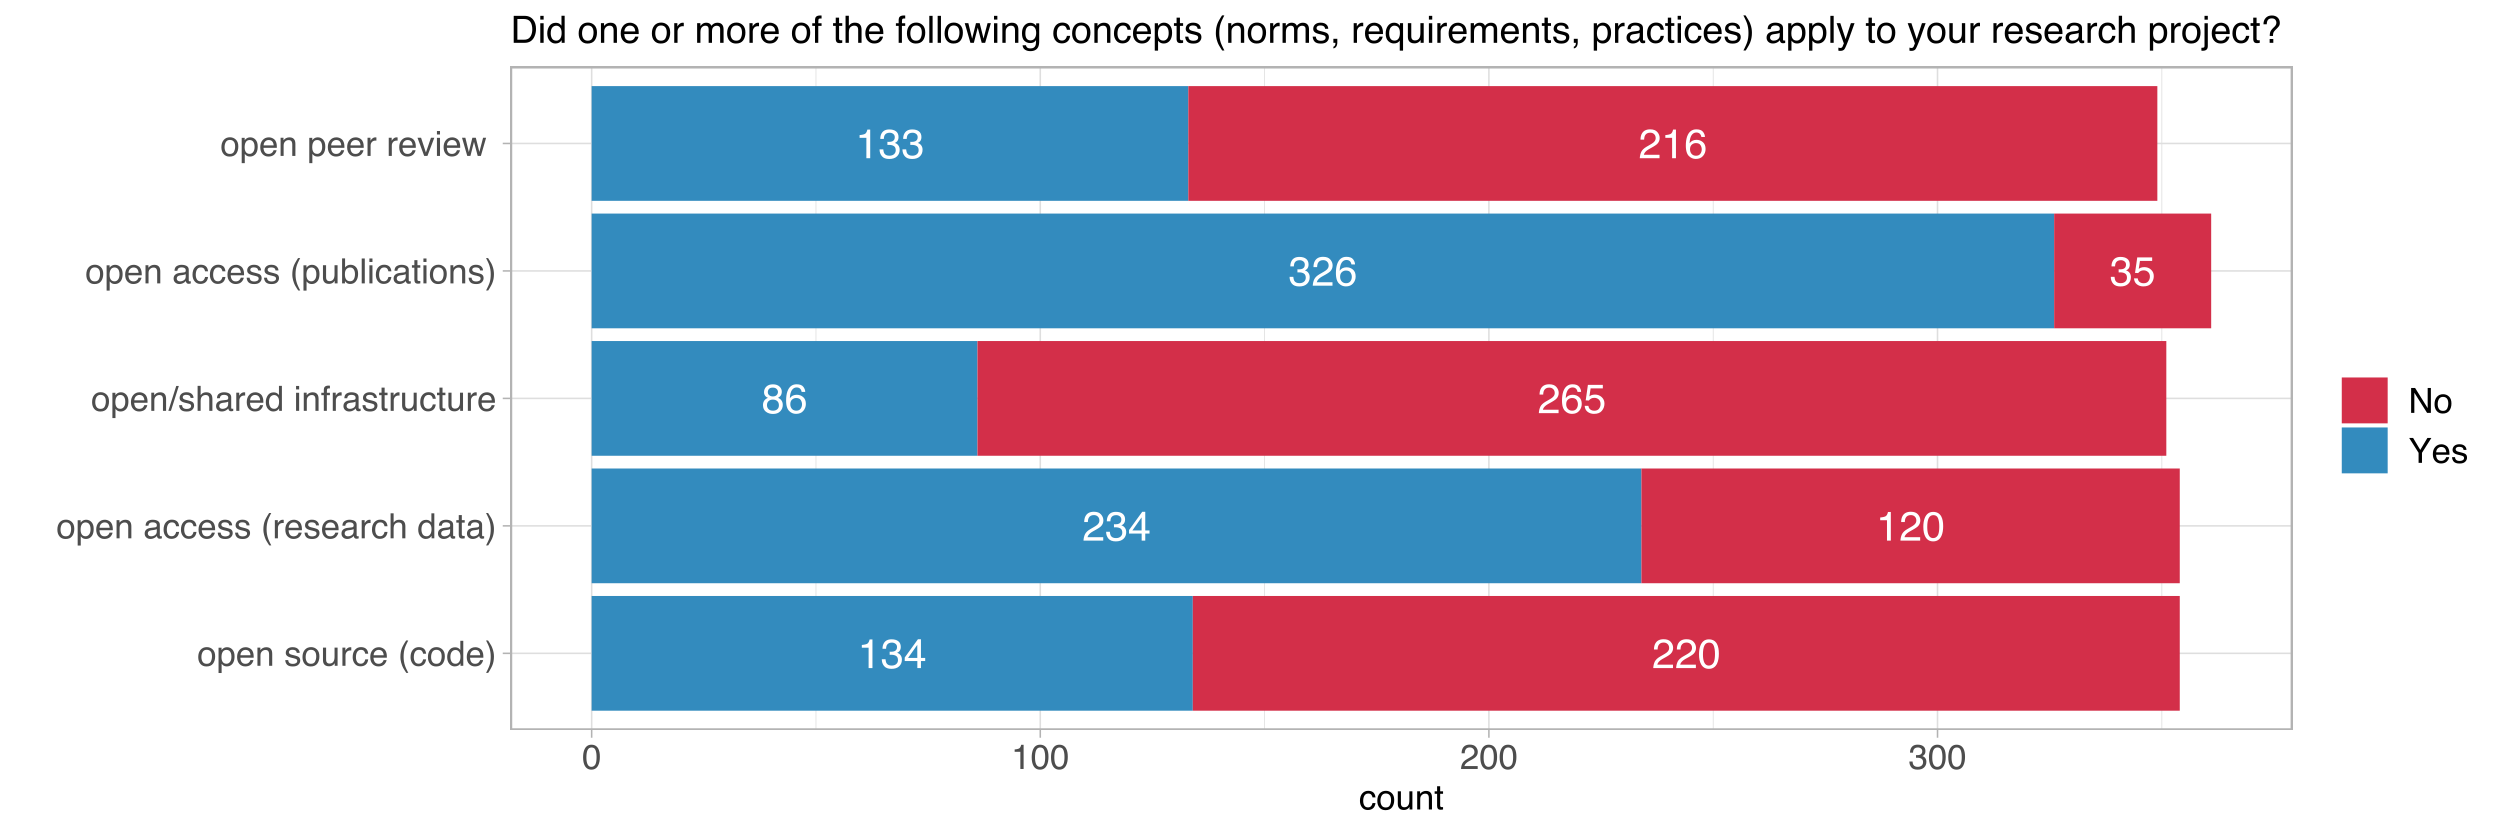 Did one or more of the following concepts (norms, requirements, practices) apply to your research project?
open peer review
133
216
open access (publications)
326
35
open/shared infrastructure
86
265
open access (research data)
234
120
open source (code)
134
220
0
100
200
300
count
No
Yes